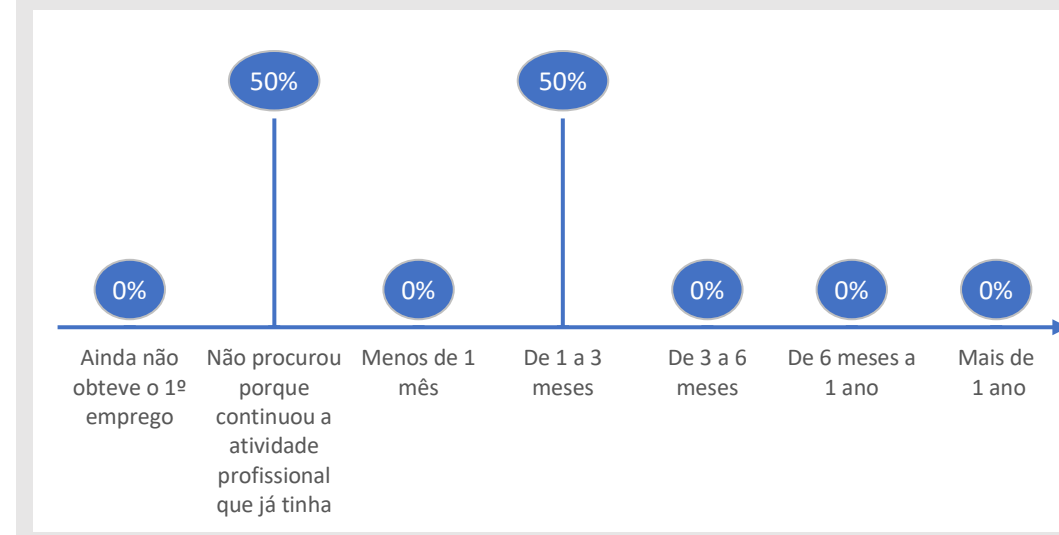 50%
50%
0%
0%
0%
0%
0%
Ainda não
obteve o 1º
emprego
Não procurou
porque
continuou a
atividade
profissional
que já tinha
Menos de 1
mês
De 1 a 3
meses
De 3 a 6
meses
De 6 meses a
1 ano
Mais de
1 ano